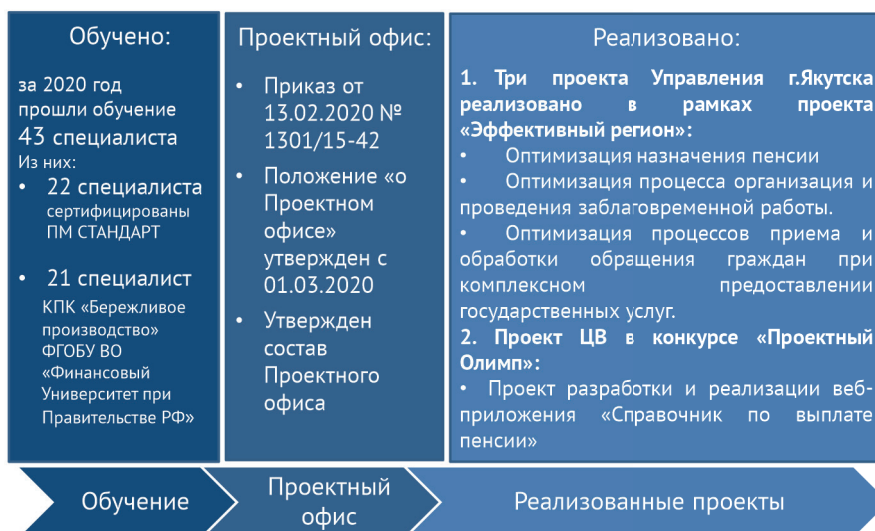 Обучено:
за 2020 год
прошли обучение
43 специалиста
Из них:
• 22 специалиста
сертифицированы
ПМ СТАНДАРТ
• 21 специалист
КПК «Бережливое
производство»
ФГОБУ ВО
«Финансовый
Университет при
Правительстве РФ»
Проектный офис:
• Приказ от
13.02.2020 №
1301/15-42
• Положение «о
Проектном
офисе»
утвержден с
01.03.2020
• Утвержден
состав
Проектного
офиса
Реализовано:
1. Три проекта Управления г.Якутска
реализовано в рамках проекта
«Эффективный регион»:
• Оптимизация назначения пенсии
• Оптимизация процесса организация и
проведения заблаговременной работы.
• Оптимизация процессов приема и
обработки обращения граждан при
комплексном предоставлении
государственных услуг.
2. Проект ЦВ в конкурсе «Проектный
Олимп»:
• Проект разработки и реализации веб-
приложения «Справочник по выплате
пенсии»
Обучение
Проектный
офис
Реализованные проекты